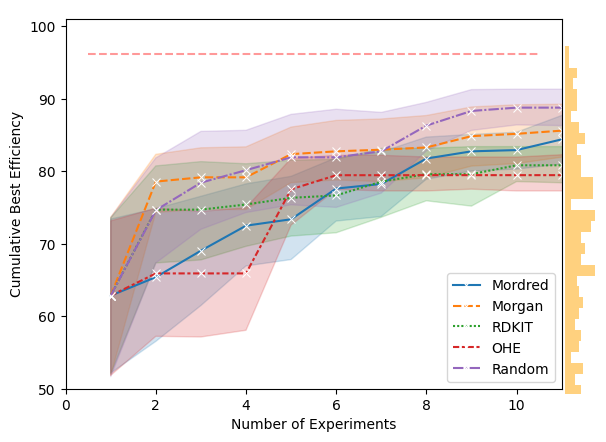 100
90
80
70
60
50
0
2
4
6
8
10
Cumulative Best Efficiency
Number of Experiments
Mordred
Morgan
RDKIT
OHE
Random